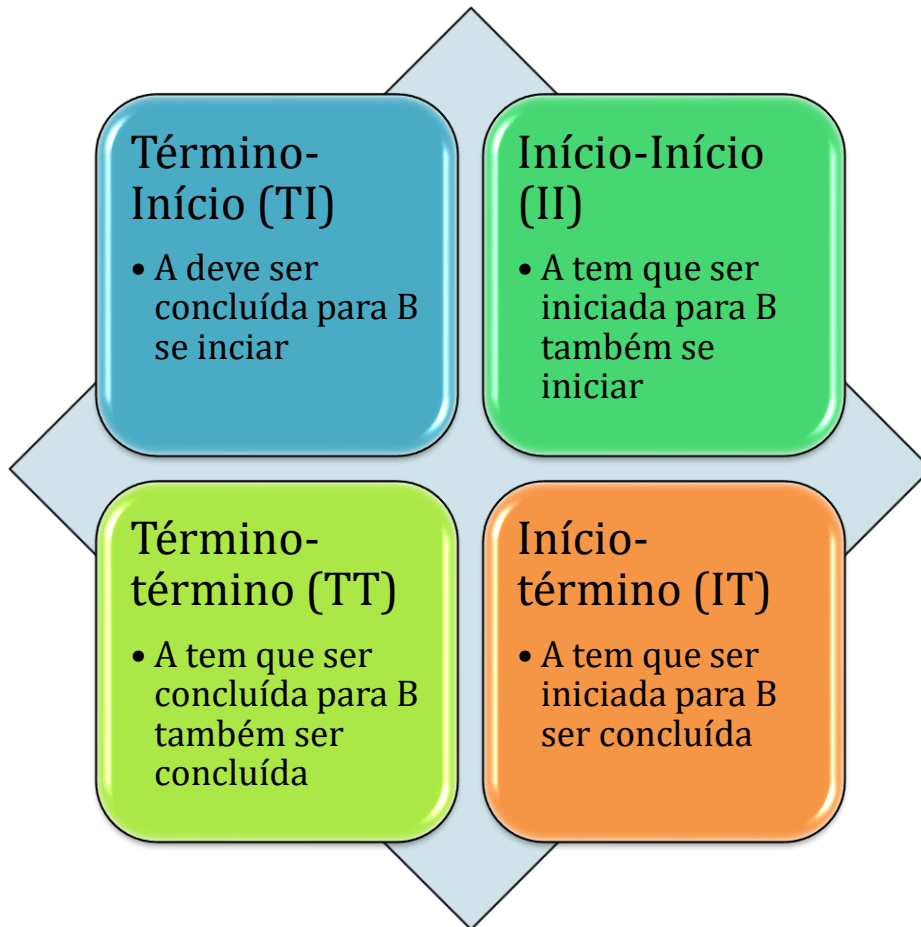 Término-
Início (TI)
• A deve ser
concluída para B
se inciar
Início-Início
(II)
• A tem que ser
iniciada para B
também se
iniciar
Término-
término (TT)
• A tem que ser
concluída para B
também ser
concluída
Início-
término (IT)
• A tem que ser
iniciada para B
ser concluída